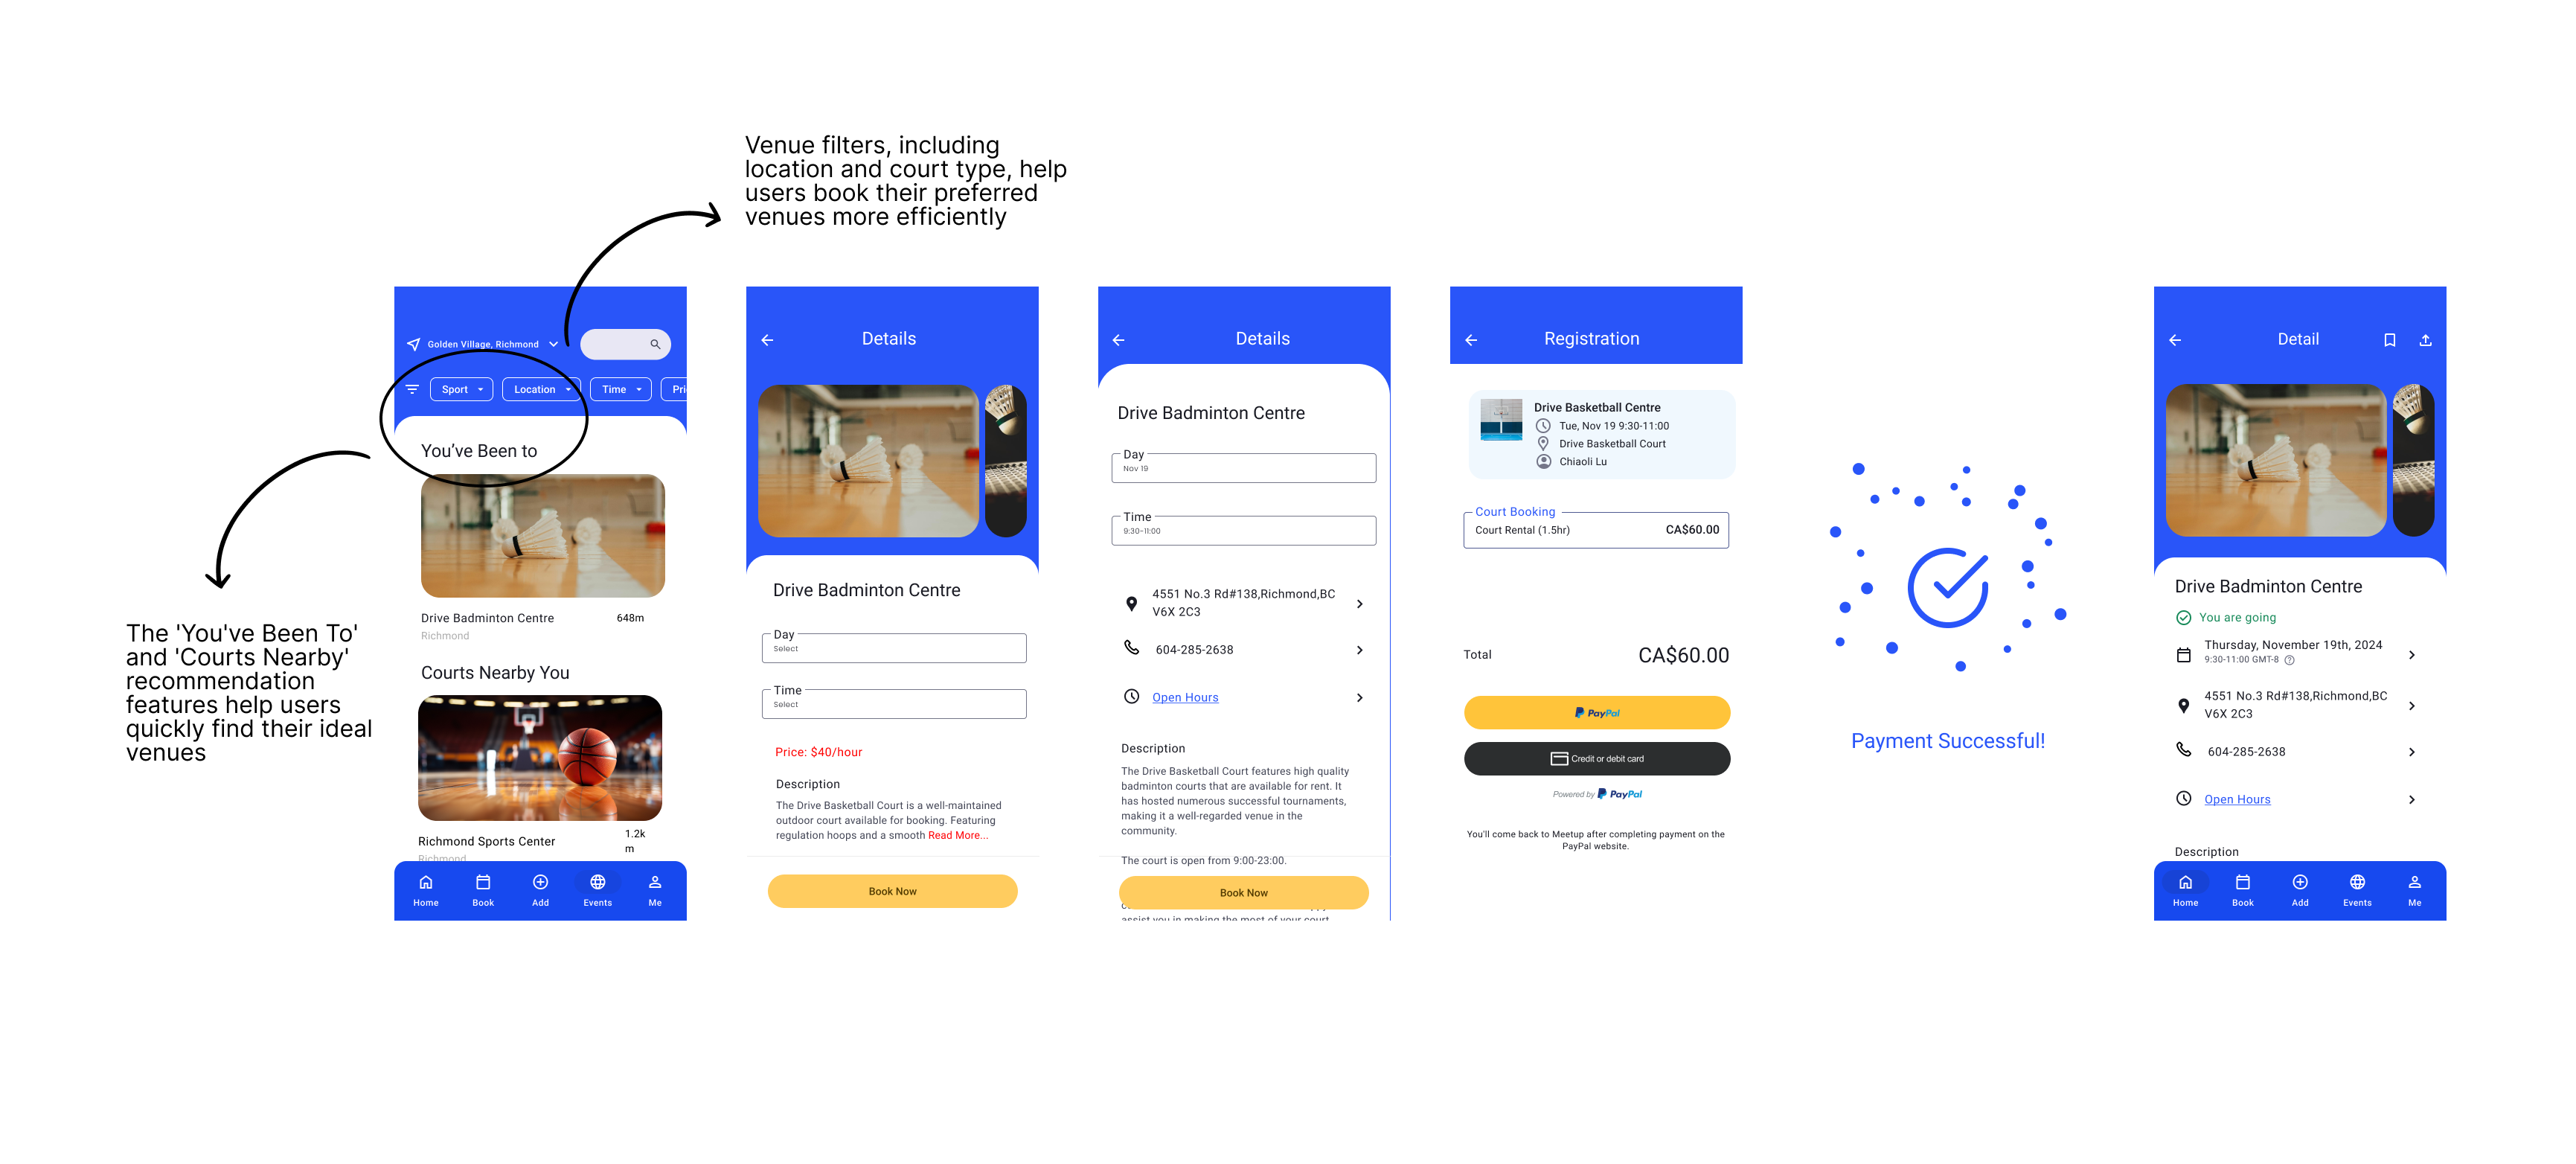 Venue filters, including
location and court type, help
users book their preferred
venues more efficiently
The 'You've Been To'
and 'Courts Nearby'
recommendation
features help users
quickly find their ideal
venues
Golden Village, Richmond
Sport
Location
Time
Pri
You've Been to
Drive Badminton Centre
648m
Richmond
Courts Nearby You
Richmond Sports Center
1.2k
m
Richmond
Home
Book
Add
Events
Me
Details
Drive Badminton Centre
Day
Select
Time
Select
Price: $40/hour
Description
The Drive Basketball Court is a well-maintained
outdoor court available for booking. Featuring
regulation hoops and a smooth Read More...
Book Now
Details
Drive Badminton Centre
Day
Nov 19
Time
9:30-11:00
4551 No.3 Rd#138,Richmond,BC
V6X 2C3
604-285-2638
Open Hours
Description
The Drive Basketball Court features high quality
badminton courts that are available for rent. It
has hosted numerous successful tournaments,
making it a well-regarded venue in the
community.
The court is open from 9:00-23:00.
Book Now
assist you in making the most of your court
Registration
Drive Basketball Centre
Tue, Nov 19 9:30-11:00
Drive Basketball Court
Chiaoli Lu
Court Booking
Court Rental (1.5hr)
CA$60.00
Total
CA$60.00
PayPal
Credit or debit card
Powered by PayPal
You'll come back to Meetup after completing payment on the
PayPal website.
Payment Successful!
Detail
Drive Badminton Centre
You are going
Thursday, November 19th, 2024
9:30-11:00 GMT-8
4551 No.3 Rd#138,Richmond,BC
V6X 2C3
604-285-2638
Open Hours
Description
Home
Book
Add
Events
Me